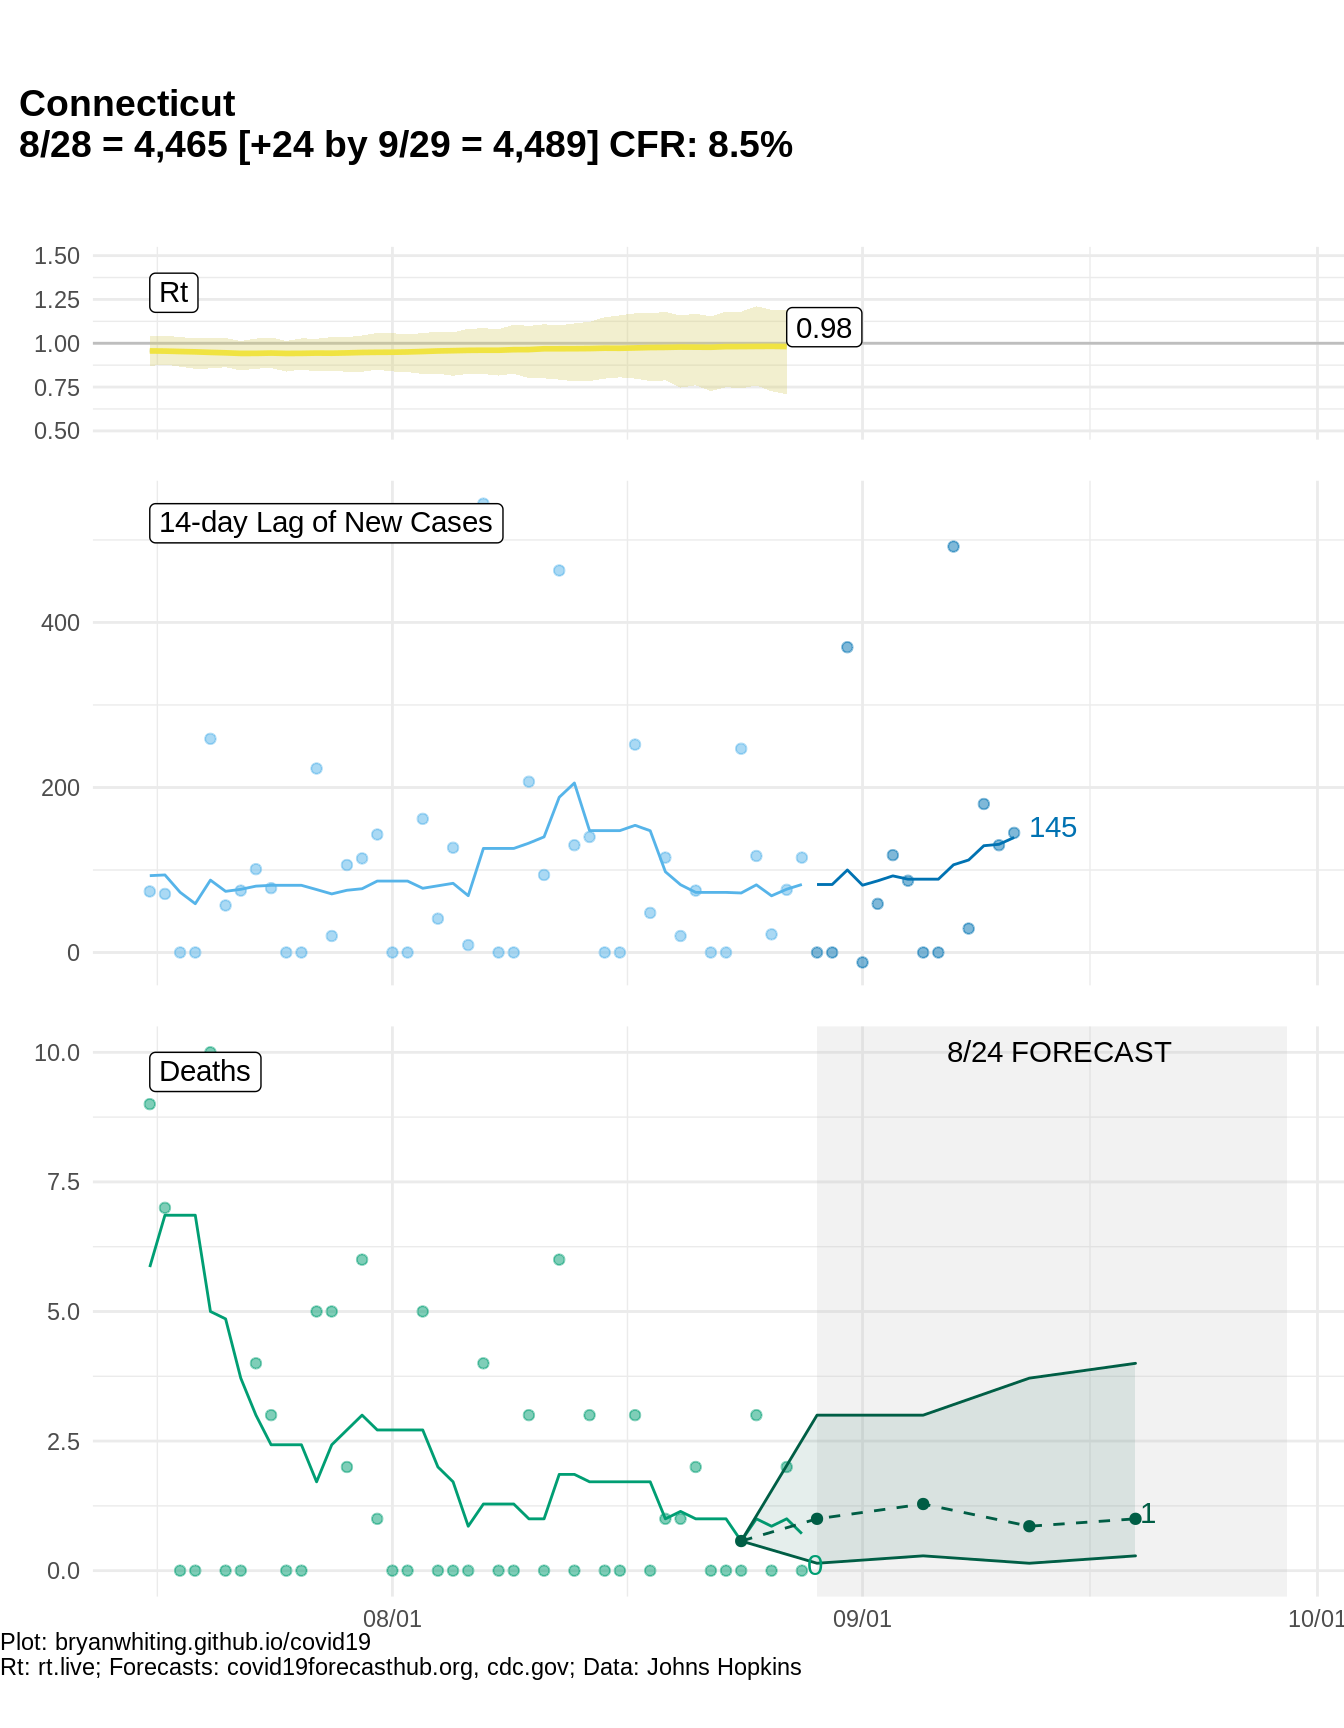 Connecticut
8/28 = 4,465 [+24 by 9/29 = 4,489] CFR: 8.5%
1.50
1.25
1.00
0.75
0.50
Rt
0.98
14-day Lag of New Cases
400
200
0
145
10.0
7.5
5.0
2.5
0.0
Deaths
8/24 FORECAST
1
0
08/01
09/01
10/01
Plot: bryanwhiting.github.io/covid19
Rt: rt.live; Forecasts: covid19forecasthub.org, cdc.gov; Data: Johns Hopkins